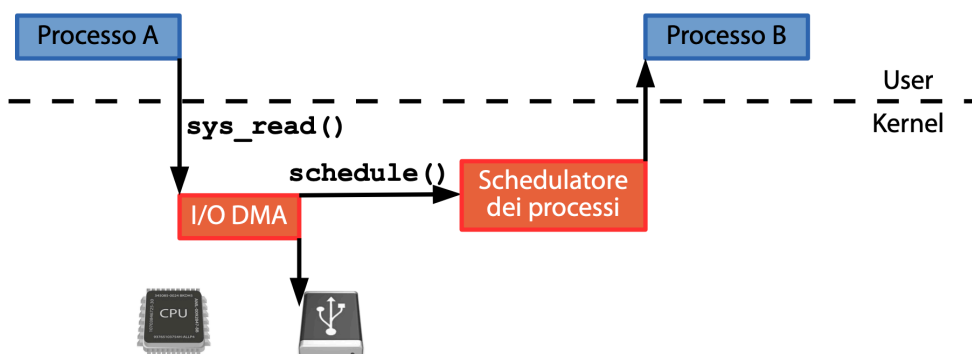 Processo A
Processo B
User
Kernel
sys_read()
schedule()
Schedulatore
dei processi
I/O DMA
CPU